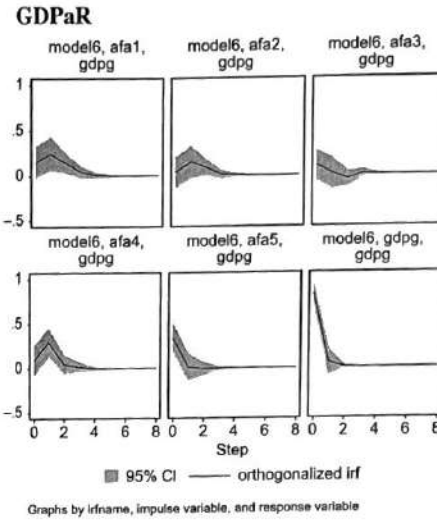 GDPaR
model6, afa1,
gdpg
model6, afa2,
gdpg
model6, afa3,
gdpg
1
.5
0
-.5
model6, afa4,
gdpg
model6, afa5,
gdpg
model6, gdpg,
gdpg
1
.5
0
-.5
0 2 4 6 8 0 2 4 6 8 0 2 4 6 8
Step
95% CI orthogonalized irf
Graphs by irfname, impulse variable, and response variable